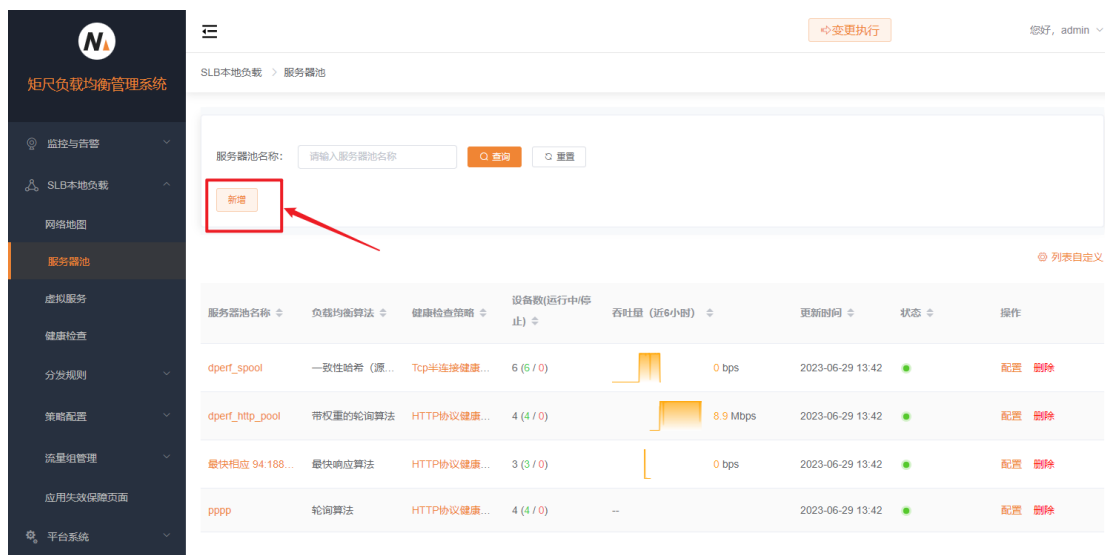 N
矩尺负载均衡管理系统
变更执行
您好，admin
SLB本地负载 > 服务器池
监控与告警
SLB本地负载
网络地图
服务器池
虚拟服务
健康检查
分发规则
策略配置
流量组管理
应用失效保障页面
平台系统
服务器池名称： 请输入服务器池名称 查询 重置
新增
列表自定义
服务器池名称 负载均衡算法 健康检查策略 设备数(运行中/停止) 吞吐量（近6小时） 更新时间 状态 操作
dperf_spool 一致性哈希（源... Tcp半连接健康... 6 (6 / 0) 0 bps 2023-06-29 13:42 配置 删除
dperf_http_pool 带权重的轮询算法 HTTP协议健康... 4 (4 / 0) 8.9 Mbps 2023-06-29 13:42 配置 删除
最快相应 94:188... 最快响应算法 HTTP协议健康... 3 (3 / 0) 0 bps 2023-06-29 13:42 配置 删除
pppp 轮询算法 HTTP协议健康... 4 (4 / 0) -- 2023-06-29 13:42 配置 删除